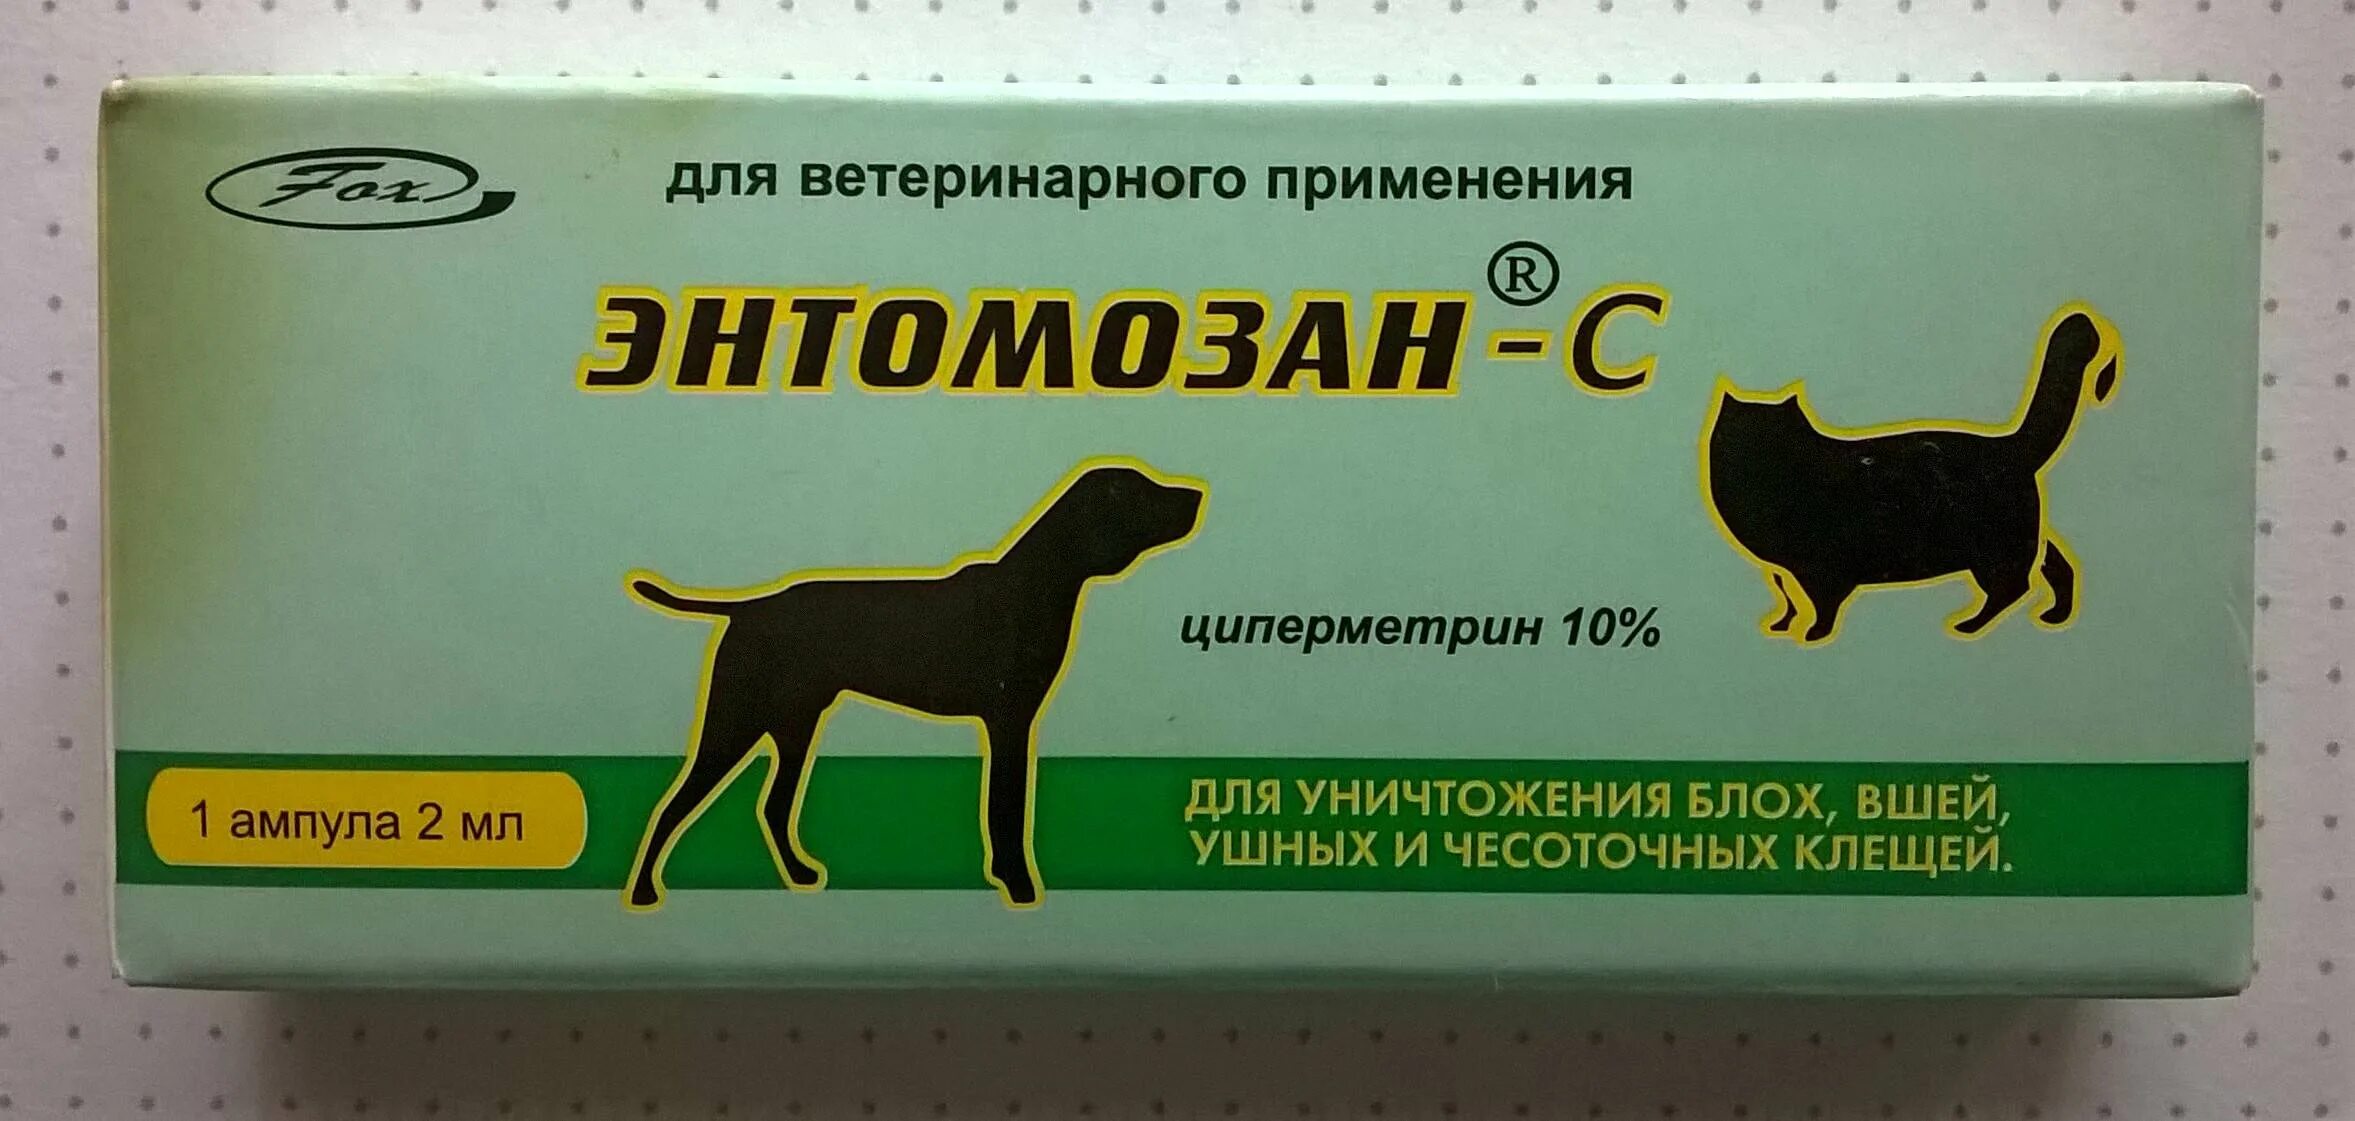 Fox
для ветеринарного применения
ЭНТОМОЗАН®-С
циперметрин 10%
1 ампула 2 мл
ДЛЯ УНИЧТОЖЕНИЯ БЛОХ, ВШЕЙ,
УШНЫХ И ЧЕСОТОЧНЫХ КЛЕЩЕЙ.